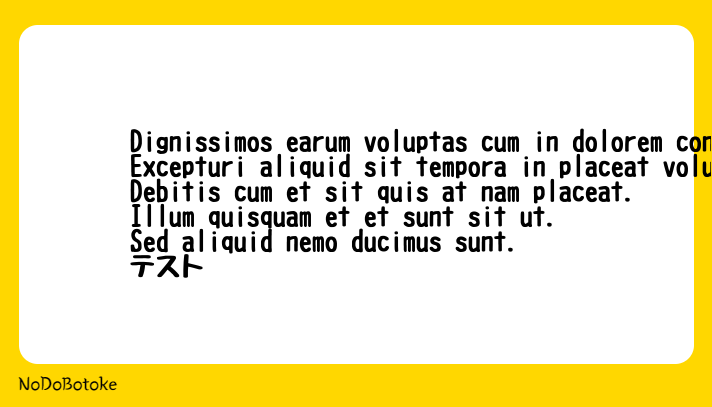 Dignissimos earum voluptas cum in dolorem con
Excepturi aliquid sit tempora in placeat volu
Debitis cum et sit quis at nam placeat.
Illum quisquam et et sunt sit ut.
Sed aliquid nemo ducimus sunt.
テスト
NoDoBotoke